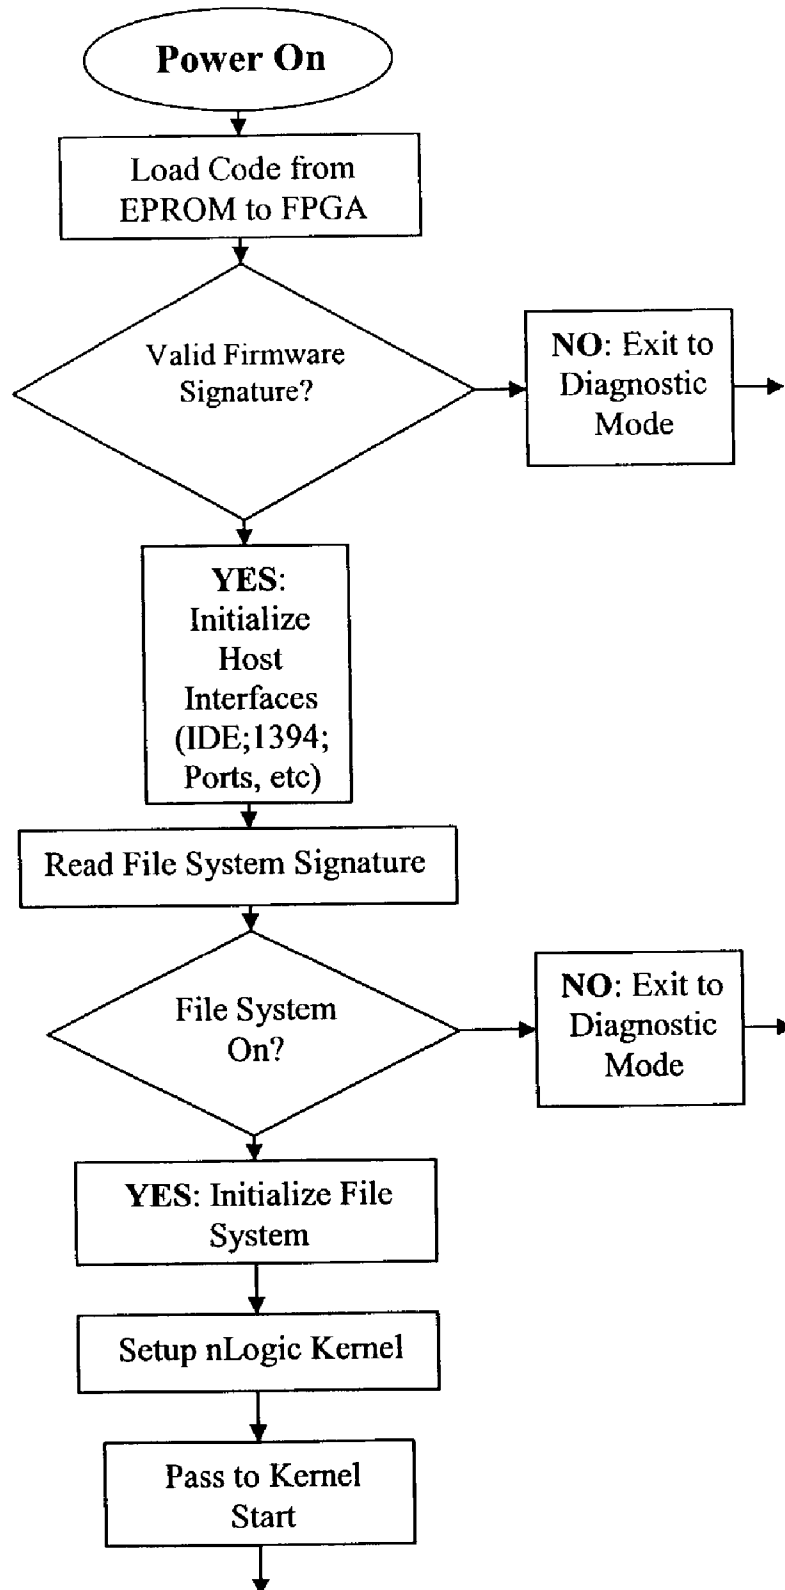 Power On
Load Code from
EPROM to FPGA
Valid Firmware
Signature?
NO: Exit to
Diagnostic
Mode
YES:
Initialize
Host
Interfaces
(IDE;1394;
Ports, etc)
Read File System Signature
File System
On?
NO: Exit to
Diagnostic
Mode
YES: Initialize File
System
Setup nLogic Kernel
Pass to Kernel
Start